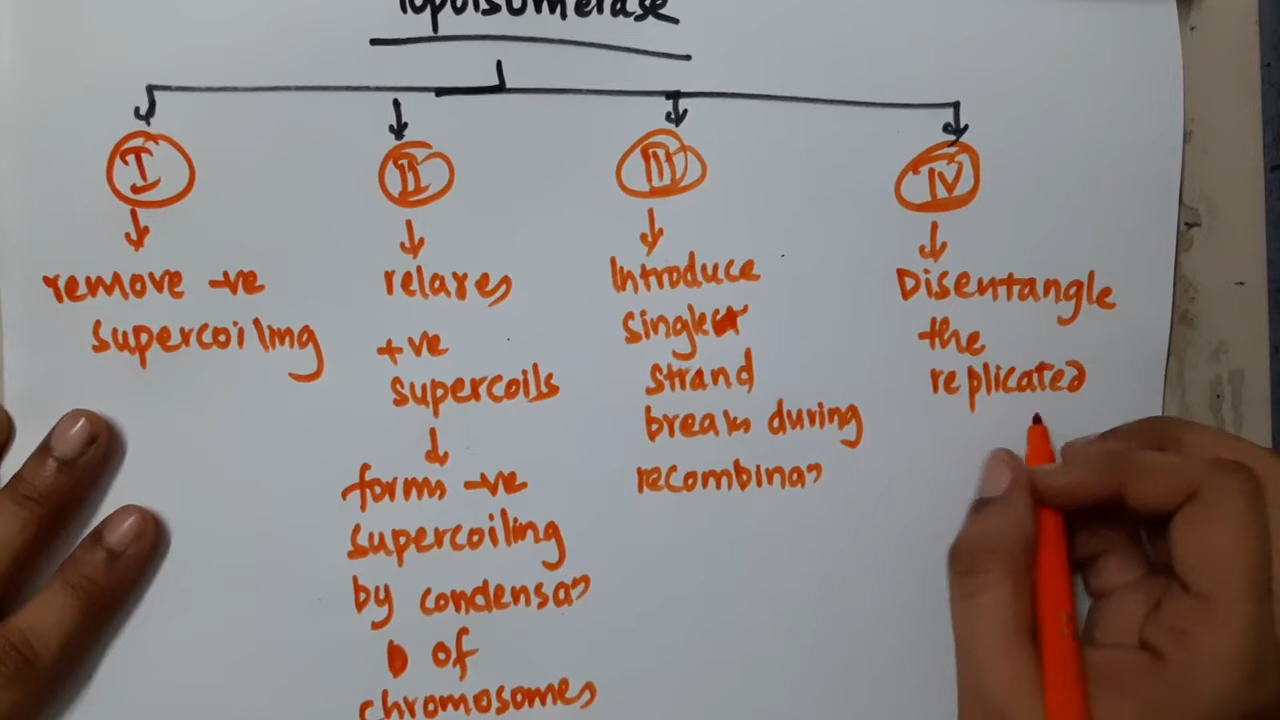 Topoisomerase
I
II
III
IV
remove -ve
supercoiling
relaxes
+ve
supercoils
forms -ve
supercoiling
by condensa
of
chromosomes
Introduce
single
strand
breaks during
recombina
Disentangle
the
replicated